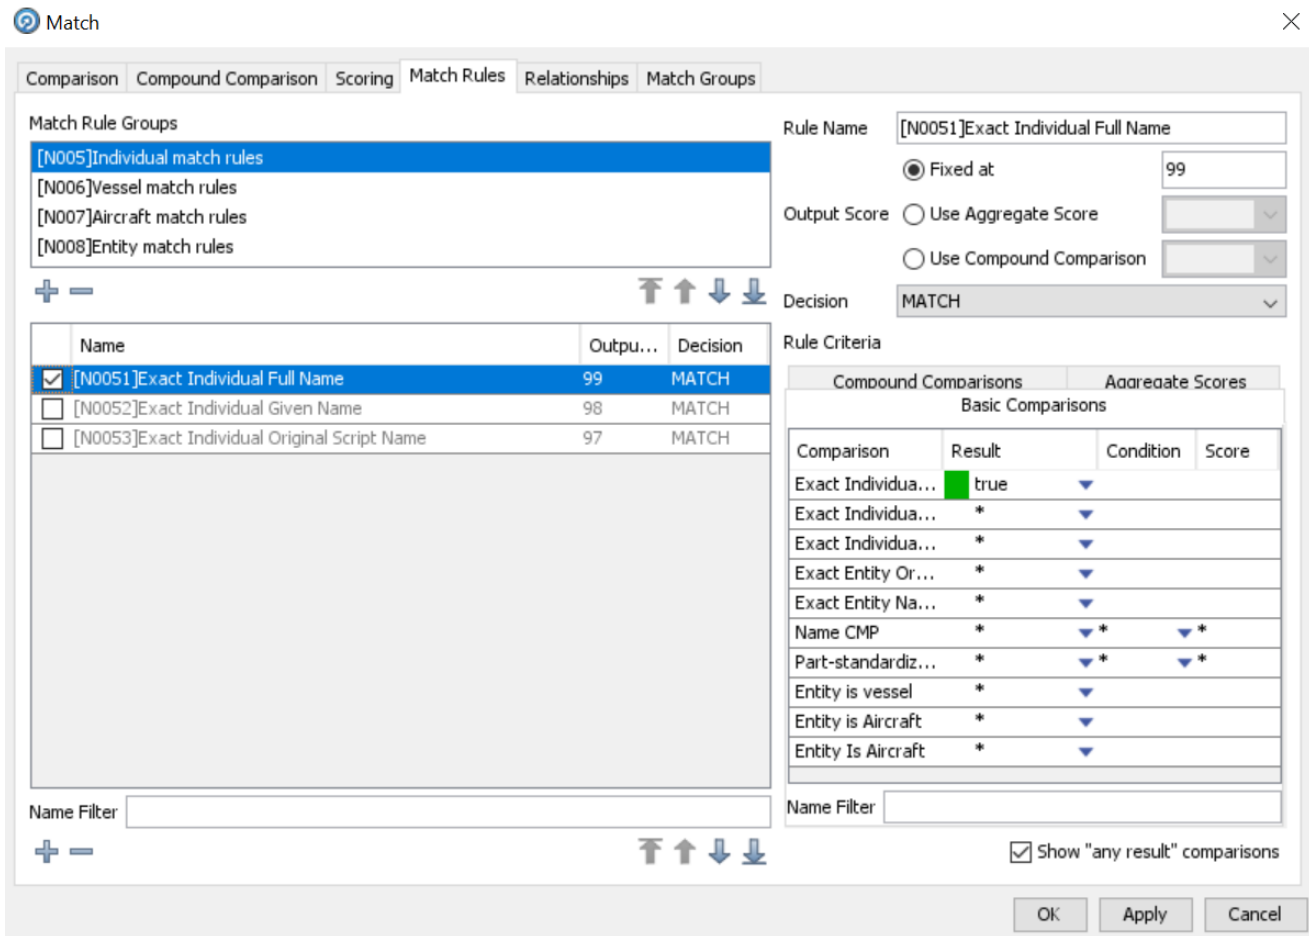 Match
Comparison Compound Comparison Scoring Match Rules Relationships Match Groups
Match Rule Groups
[N005]Individual match rules
[N006]Vessel match rules
[N007]Aircraft match rules
[N008]Entity match rules
Name Outpu... Decision
[N0051]Exact Individual Full Name 99 MATCH
[N0052]Exact Individual Given Name 98 MATCH
[N0053]Exact Individual Original Script Name 97 MATCH
Name Filter
Rule Name [N0051]Exact Individual Full Name
Fixed at 99
Output Score Use Aggregate Score
Use Compound Comparison
Decision MATCH
Rule Criteria
Compound Comparisons Aggregate Scores
Basic Comparisons
Comparison Result Condition Score
Exact Individua... true
Exact Individua... *
Exact Individua... *
Exact Entity Or... *
Exact Entity Na... *
Name CMP * * *
Part-standardiz... * * *
Entity is vessel *
Entity is Aircraft *
Entity Is Aircraft *
Name Filter
Show "any result" comparisons
OK Apply Cancel